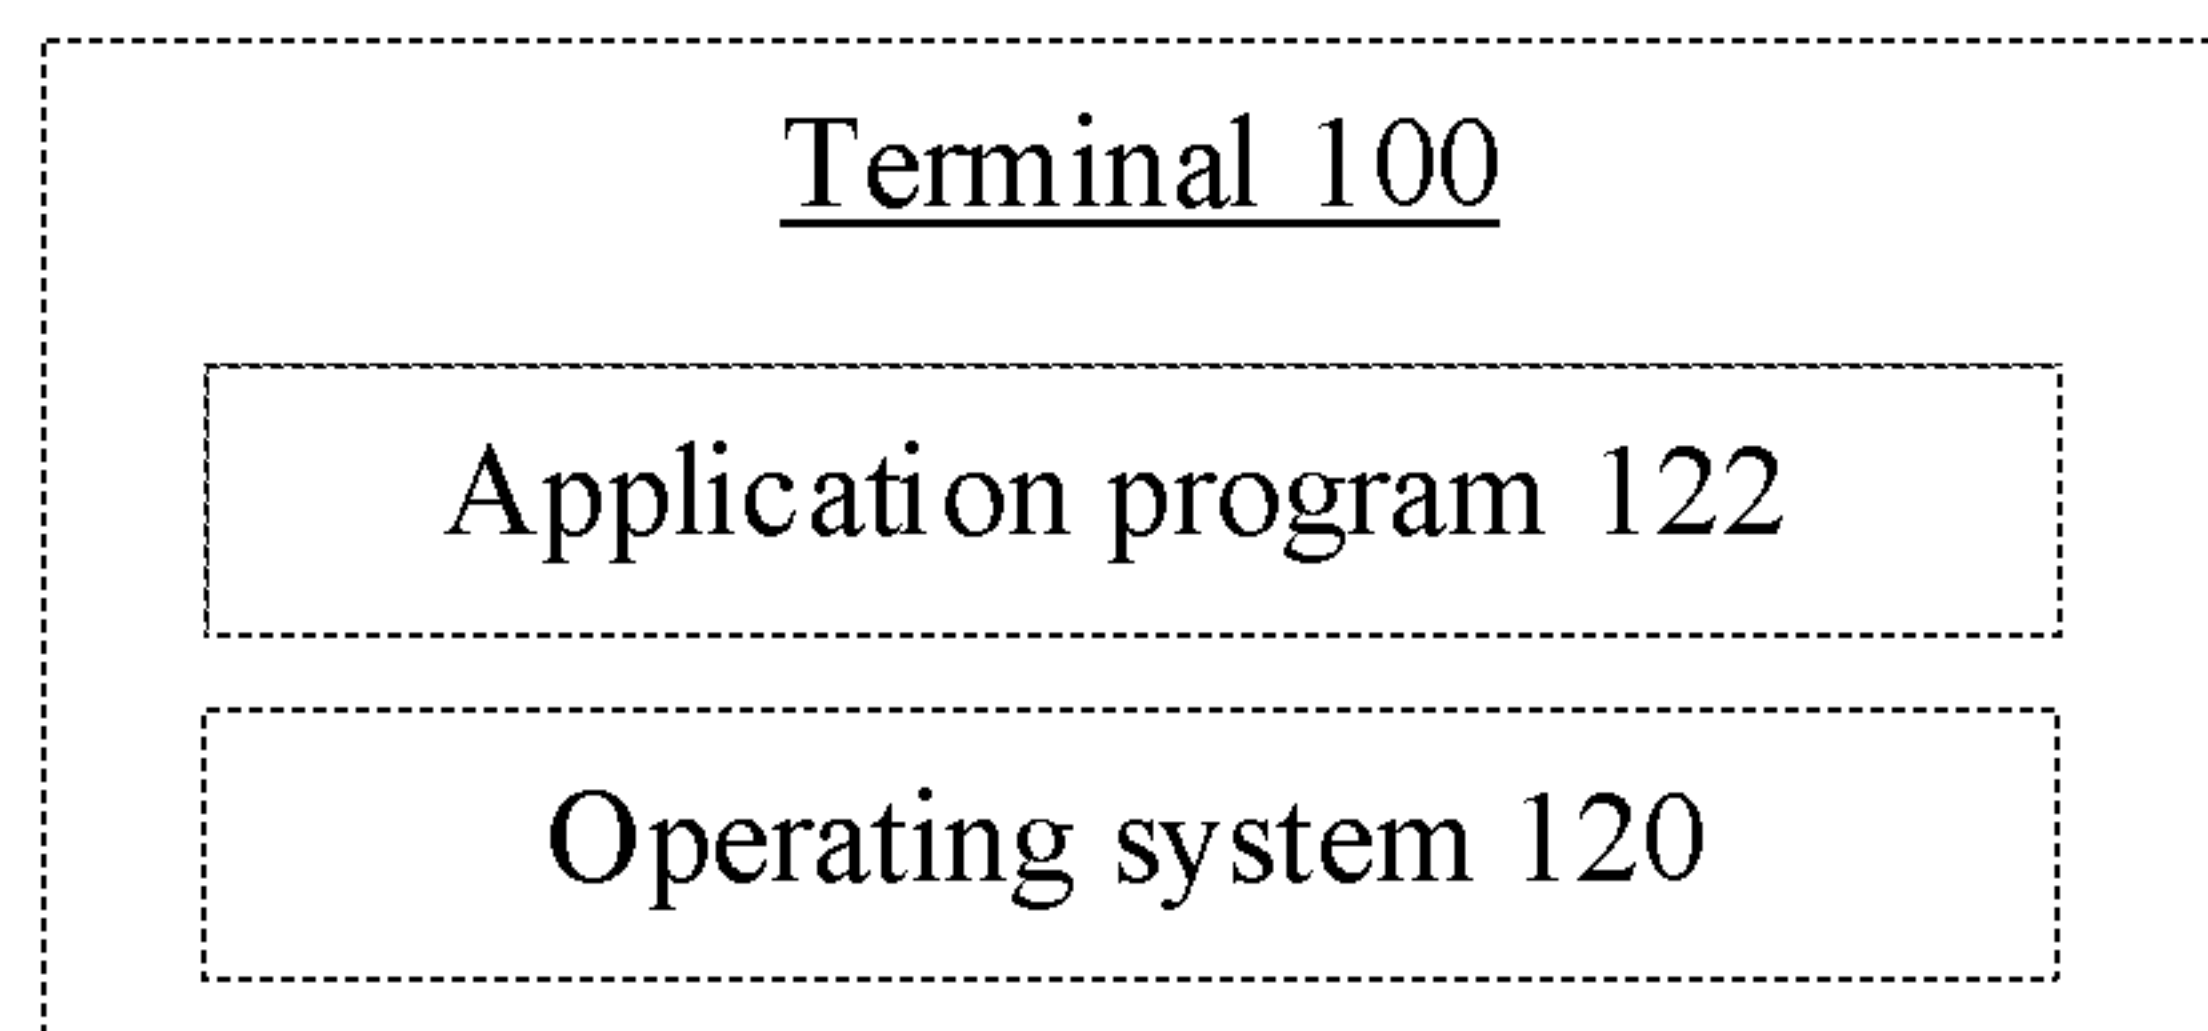 Terminal 100
Application program 122
Operating system 120